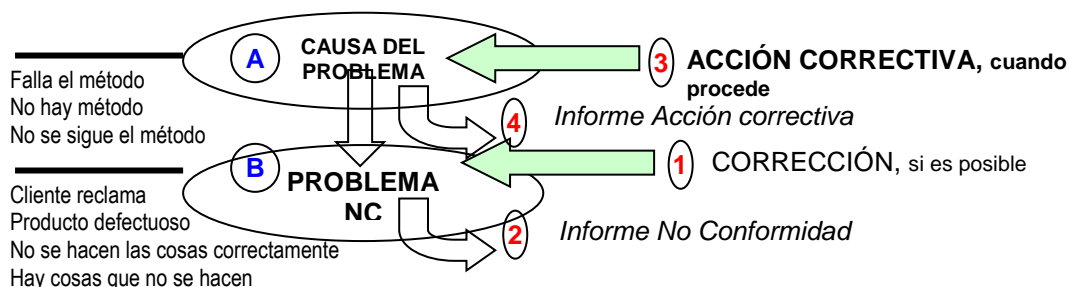 A
CAUSA DEL
PROBLEMA
3
ACCIÓN CORRECTIVA, cuando
procede
Falla el método
No hay método
No se sigue el método
4
Informe Acción correctiva
B
PROBLEMA
NC
1
CORRECCIÓN, si es posible
Cliente reclama
Producto defectuoso
No se hacen las cosas correctamente
Hay cosas que no se hacen
2
Informe No Conformidad